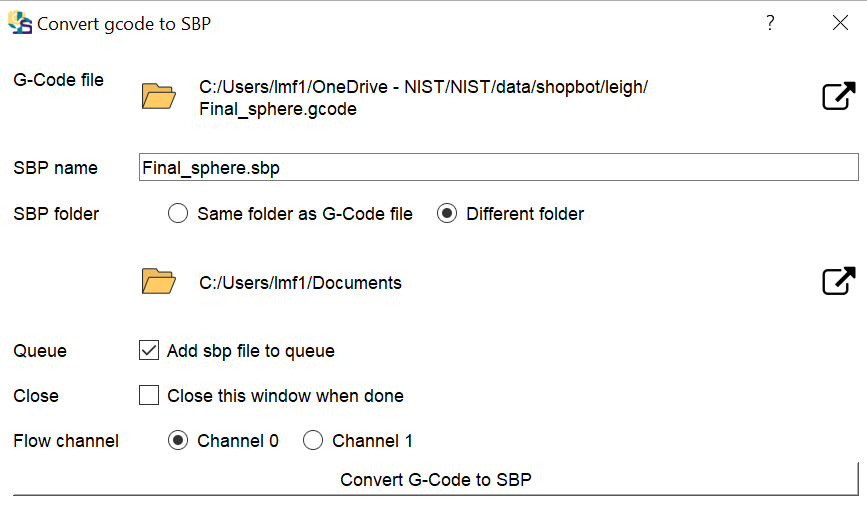 Convert gcode to SBP
?
G-Code file
C:/Users/lmf1/OneDrive - NIST/NIST/data/shopbot/leigh/
Final_sphere.gcode
SBP name
Final_sphere.sbp
SBP folder
Same folder as G-Code file
Different folder
C:/Users/lmf1/Documents
Queue
Add sbp file to queue
Close
Close this window when done
Flow channel
Channel 0
Channel 1
Convert G-Code to SBP